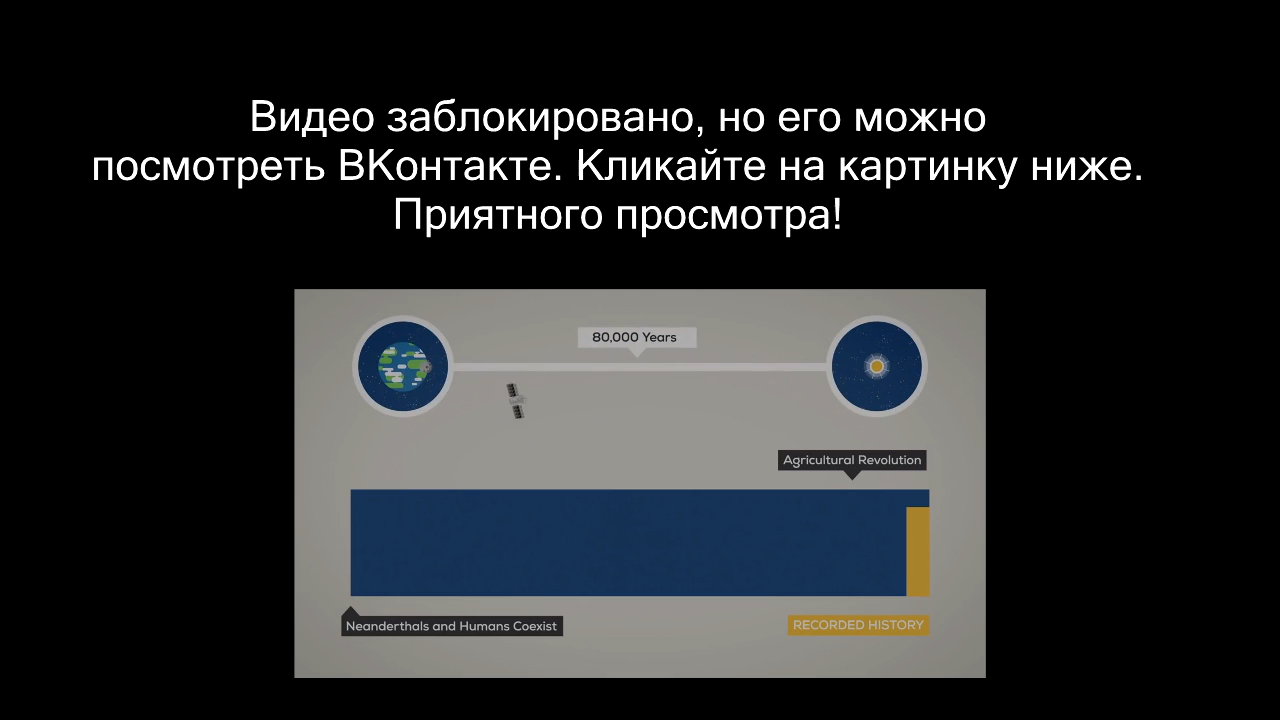 Видео заблокировано, но его можно
посмотреть ВКонтакте. Кликайте на картинку ниже.
Приятного просмотра!
80,000 Years
Agricultural Revolution
Neanderthals and Humans Coexist
RECORDED HISTORY